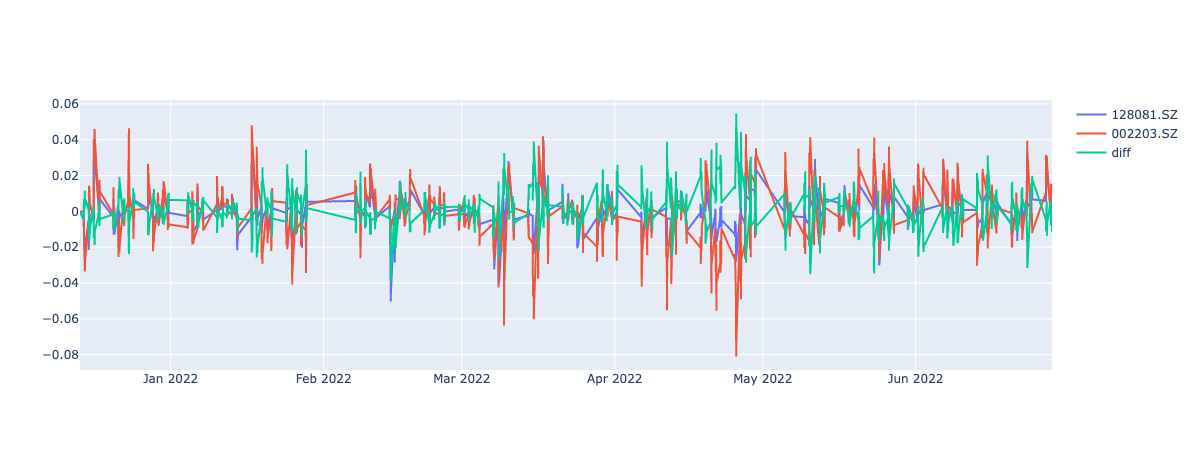 0.06
0.04
0.02
0
−0.02
−0.04
−0.06
−0.08
Jan 2022
Feb 2022
Mar 2022
Apr 2022
May 2022
Jun 2022
128081.SZ
002203.SZ
diff